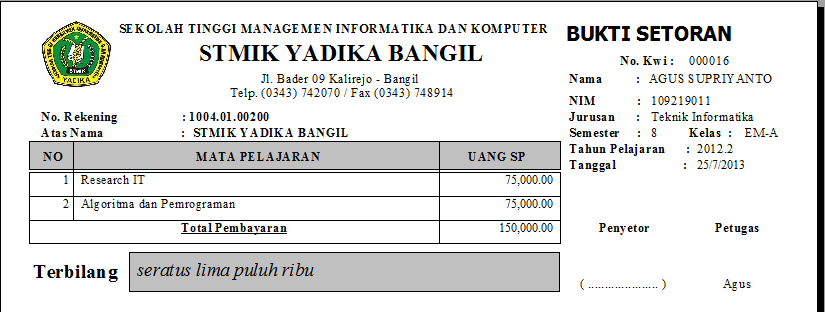 SEKOLAH TINGGI MANAGEMEN INFORMATIKA DAN KOMPUTER
STMIK YADIKA BANGIL
Jl. Bader 09 Kalirejo - Bangil
Telp. (0343) 742070 / Fax (0343) 748914
STMIK
YADIKA
BUKTI SETORAN
No. Kwi : 000016
Nama : AGUS SUPRIYANTO
NIM : 109219011
Jurusan : Teknik Informatika
Semester : 8 Kelas : EM-A
Tahun Pelajaran : 2012.2
Tanggal : 25/7/2013
No. Rekening : 1004.01.00200
Atas Nama : STMIK YADIKA BANGIL
NO MATA PELAJARAN UANG SP
1 Research IT 75,000.00
2 Algoritma dan Pemrograman 75,000.00
Total Pembayaran 150,000.00
Terbilang seratus lima puluh ribu
Penyetor Petugas
( ..................... ) Agus